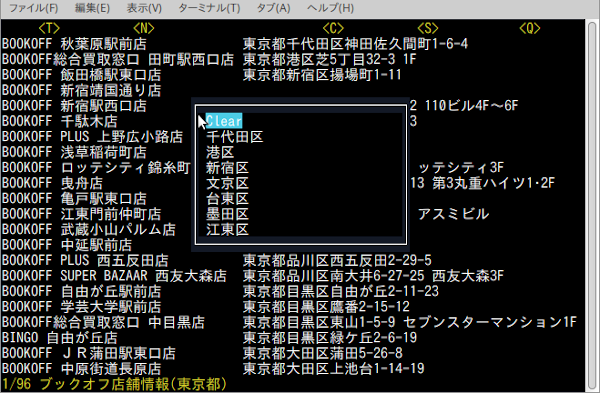 ファイル(F) 編集(E) 表示(V) ターミナル(T) タブ(A) ヘルプ(H)
<T> <N> <C> <S> <Q>
BOOKOFF 秋葉原駅前店 東京都千代田区神田佐久間町1-6-4
BOOKOFF総合買取窓口 田町駅西口店 東京都港区芝5丁目32-3 1F
BOOKOFF 飯田橋駅東口店 東京都新宿区揚場町1-11
BOOKOFF 新宿靖国通り店
BOOKOFF 新宿駅西口店 2 110ビル4F～6F
BOOKOFF 千駄木店 3
BOOKOFF PLUS 上野広小路店
BOOKOFF 浅草稲荷町店
BOOKOFF ロッテシティ錦糸町 ッテシティ3F
BOOKOFF 曳舟店 13 第3丸重ハイツ1・2F
BOOKOFF 亀戸駅東口店
BOOKOFF 江東門前仲町店 アスミビル
BOOKOFF 武蔵小山パルム店
BOOKOFF 中延駅前店
Clear
千代田区
港区
新宿区
文京区
台東区
墨田区
江東区
BOOKOFF PLUS 西五反田店 東京都品川区西五反田2-29-5
BOOKOFF SUPER BAZAAR 西友大森店 東京都品川区南大井6-27-25 西友大森3F
BOOKOFF 自由が丘駅前店 東京都目黒区自由が丘2-11-23
BOOKOFF 学芸大学駅前店 東京都目黒区鷹番2-15-12
BOOKOFF総合買取窓口 中目黒店 東京都目黒区東山1-5-9 セブンスターマンション1F
BINGO 自由が丘店 東京都目黒区緑ケ丘2-6-19
BOOKOFF ＪＲ蒲田駅東口店 東京都大田区蒲田5-26-8
BOOKOFF 中原街道長原店 東京都大田区上池台1-14-19
1/96 ブックオフ店舗情報(東京都)